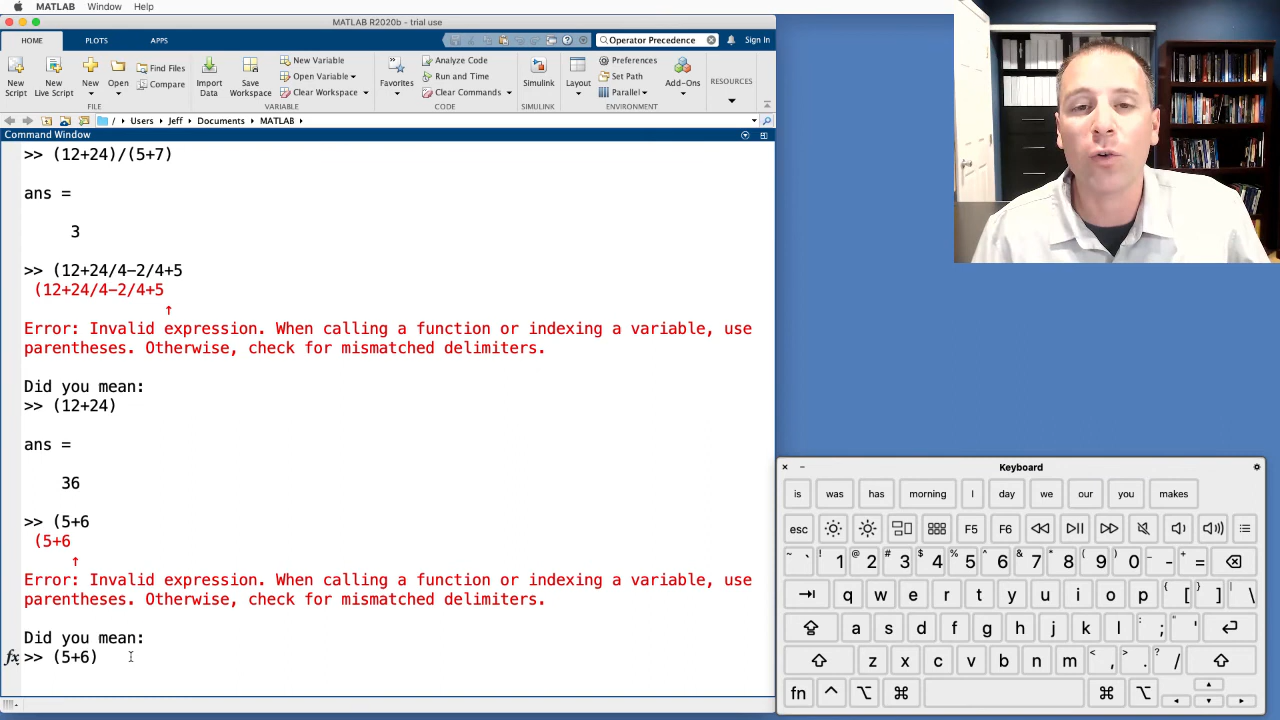 MATLAB Window Help
MATLAB R2020b - trial use
HOME PLOTS APPS Operator Precedence Sign In
New Script New Live Script New Open Find Files Compare Import Data Save Workspace New Variable Open Variable Clear Workspace Favorites Analyze Code Run and Time Clear Commands Simulink Layout Preferences Set Path Parallel Add-Ons RESOURCES
FILE VARIABLE CODE SIMULINK ENVIRONMENT
/ Users Jeff Documents MATLAB
Command Window
>> (12+24)/(5+7)
ans =
3
>> (12+24/4-2/4+5
(12+24/4-2/4+5
↑
Error: Invalid expression. When calling a function or indexing a variable, use
parentheses. Otherwise, check for mismatched delimiters.
Did you mean:
>> (12+24)
ans =
36
>> (5+6
(5+6
↑
Error: Invalid expression. When calling a function or indexing a variable, use
parentheses. Otherwise, check for mismatched delimiters.
Did you mean:
fx >> (5+6)
Keyboard
is was has morning I day we our you makes
esc F5 F6
~ ` ! 1 @ 2 # 3 $ 4 % 5 ^ 6 & 7 * 8 ( 9 ) 0 _ - + =
q w e r t y u i o p { [ } ] | \
a s d f g h j k l : ; " '
z x c v b n m < , > . ? /
fn ^ ⌥ ⌘ ⌘ ⌥